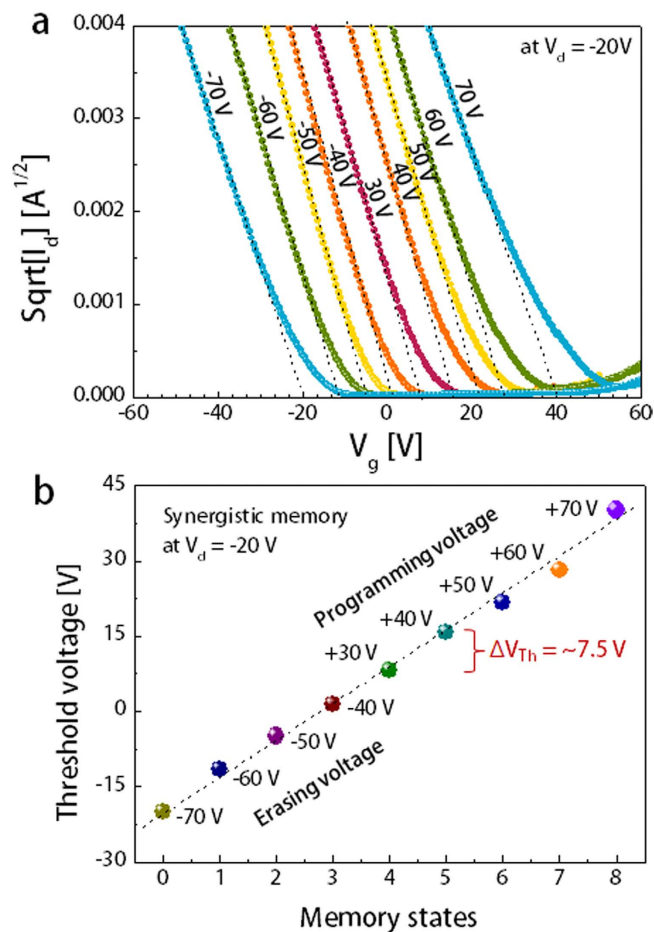 a
at V_d = -20V
0.004
0.003
0.002
0.001
0.000
Sqrt[I_d] [A^1/2]
-70 V
-60 V
-50 V
-40 V
30 V
40 V
50 V
60 V
70 V
-60 -40 -20 0 20 40 60
V_g [V]
b
45
30
15
0
-15
-30
Threshold voltage [V]
Synergistic memory
at V_d = -20 V
Programming voltage
+70 V
+60 V
+50 V
+40 V
+30 V
ΔV_Th = ~7.5 V
-40 V
-50 V
-60 V
-70 V
Erasing voltage
0 1 2 3 4 5 6 7 8
Memory states